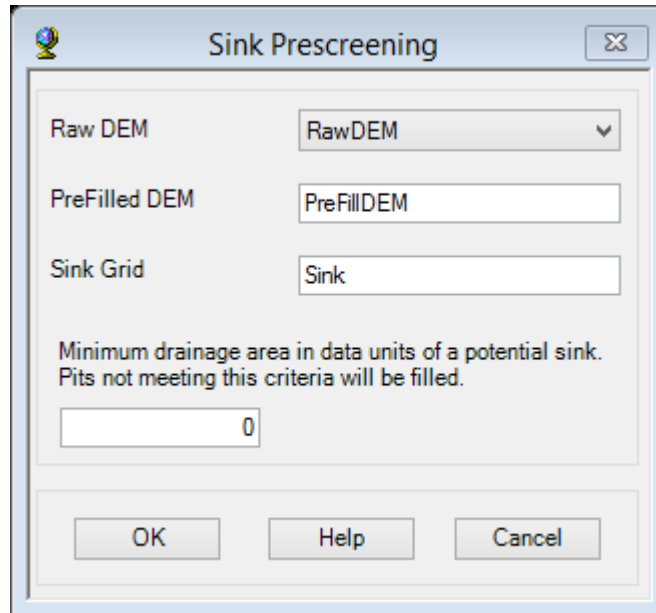 Sink Prescreening
Raw DEM RawDEM
PreFilled DEM PreFillDEM
Sink Grid Sink
Minimum drainage area in data units of a potential sink.
Pits not meeting this criteria will be filled.
0
OK Help Cancel